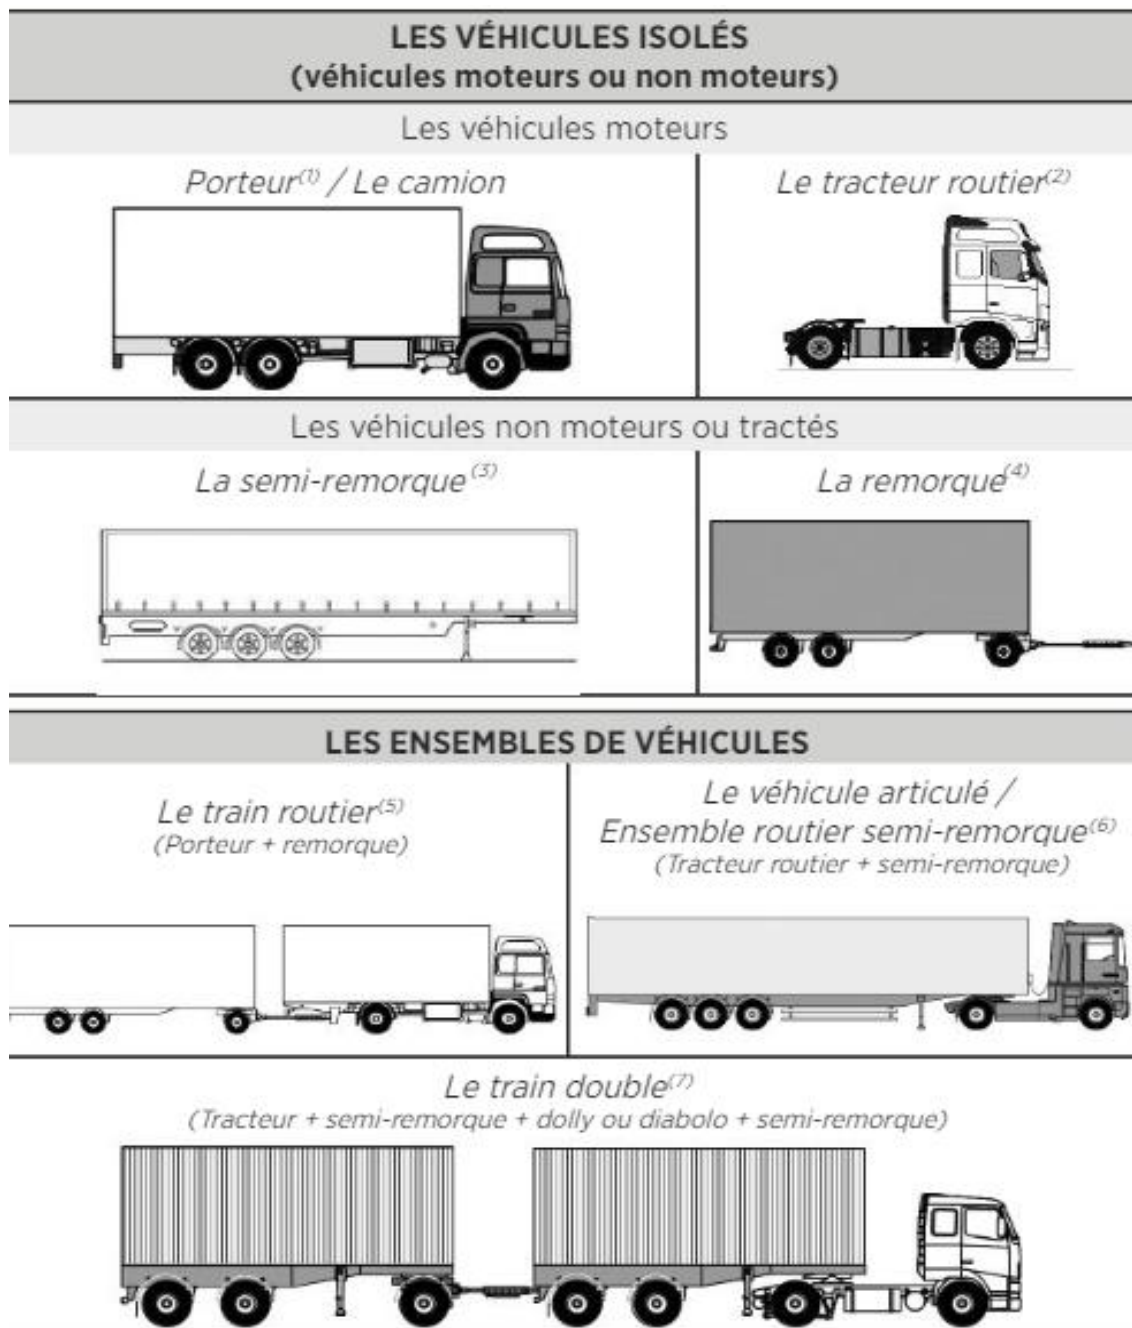 LES VÉHICULES ISOLÉS
(véhicules moteurs ou non moteurs)
Les véhicules moteurs
Porteur(1) / Le camion
Le tracteur routier(2)
Les véhicules non moteurs ou tractés
La semi-remorque(3)
La remorque(4)
LES ENSEMBLES DE VÉHICULES
Le train routier(5)
(Porteur + remorque)
Le véhicule articulé /
Ensemble routier semi-remorque(6)
(Tracteur routier + semi-remorque)
Le train double(7)
(Tracteur + semi-remorque + dolly ou diabolo + semi-remorque)